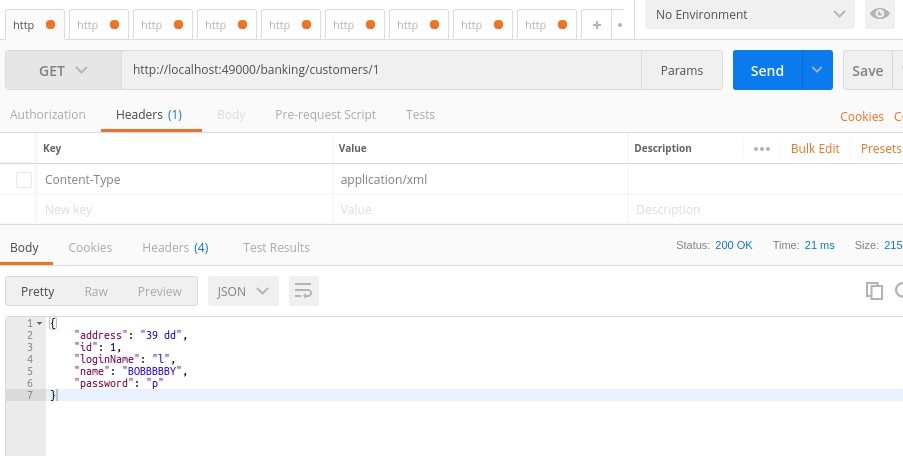 http http http http http http http http http + No Environment
GET http://localhost:49000/banking/customers/1 Params Send Save
Authorization Headers (1) Body Pre-request Script Tests Cookies
Key Value Description ••• Bulk Edit Presets
Content-Type application/xml
New key Value Description
Body Cookies Headers (4) Test Results Status: 200 OK Time: 21 ms Size: 215
Pretty Raw Preview JSON
1 {
2 "address": "39 dd",
3 "id": 1,
4 "loginName": "l",
5 "name": "BOBBBBBY",
6 "password": "p"
7 }